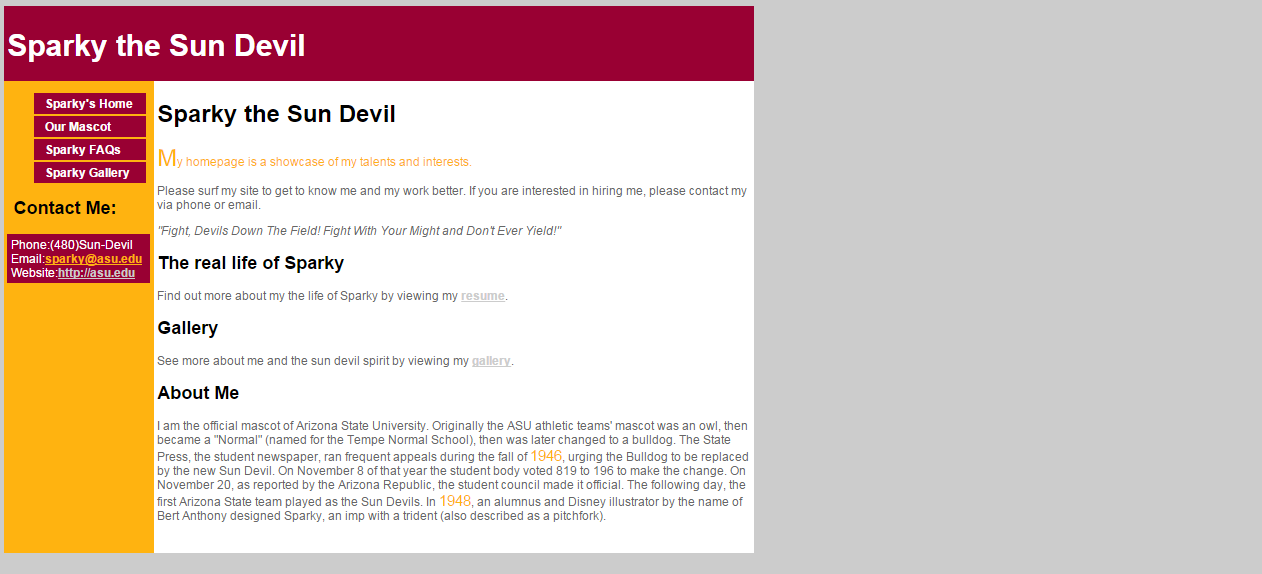 Sparky the Sun Devil
Sparky's Home
Our Mascot
Sparky FAQs
Sparky Gallery
Contact Me:
Phone:(480)Sun-Devil
Email:sparky@asu.edu
Website:http://asu.edu
Sparky the Sun Devil
My homepage is a showcase of my talents and interests.
Please surf my site to get to know me and my work better. If you are interested in hiring me, please contact my
via phone or email.
"Fight, Devils Down The Field! Fight With Your Might and Don't Ever Yield!"
The real life of Sparky
Find out more about my the life of Sparky by viewing my resume.
Gallery
See more about me and the sun devil spirit by viewing my gallery.
About Me
I am the official mascot of Arizona State University. Originally the ASU athletic teams' mascot was an owl, then
became a "Normal" (named for the Tempe Normal School), then was later changed to a bulldog. The State
Press, the student newspaper, ran frequent appeals during the fall of 1946, urging the Bulldog to be replaced
by the new Sun Devil. On November 8 of that year the student body voted 819 to 196 to make the change. On
November 20, as reported by the Arizona Republic, the student council made it official. The following day, the
first Arizona State team played as the Sun Devils. In 1948, an alumnus and Disney illustrator by the name of
Bert Anthony designed Sparky, an imp with a trident (also described as a pitchfork).